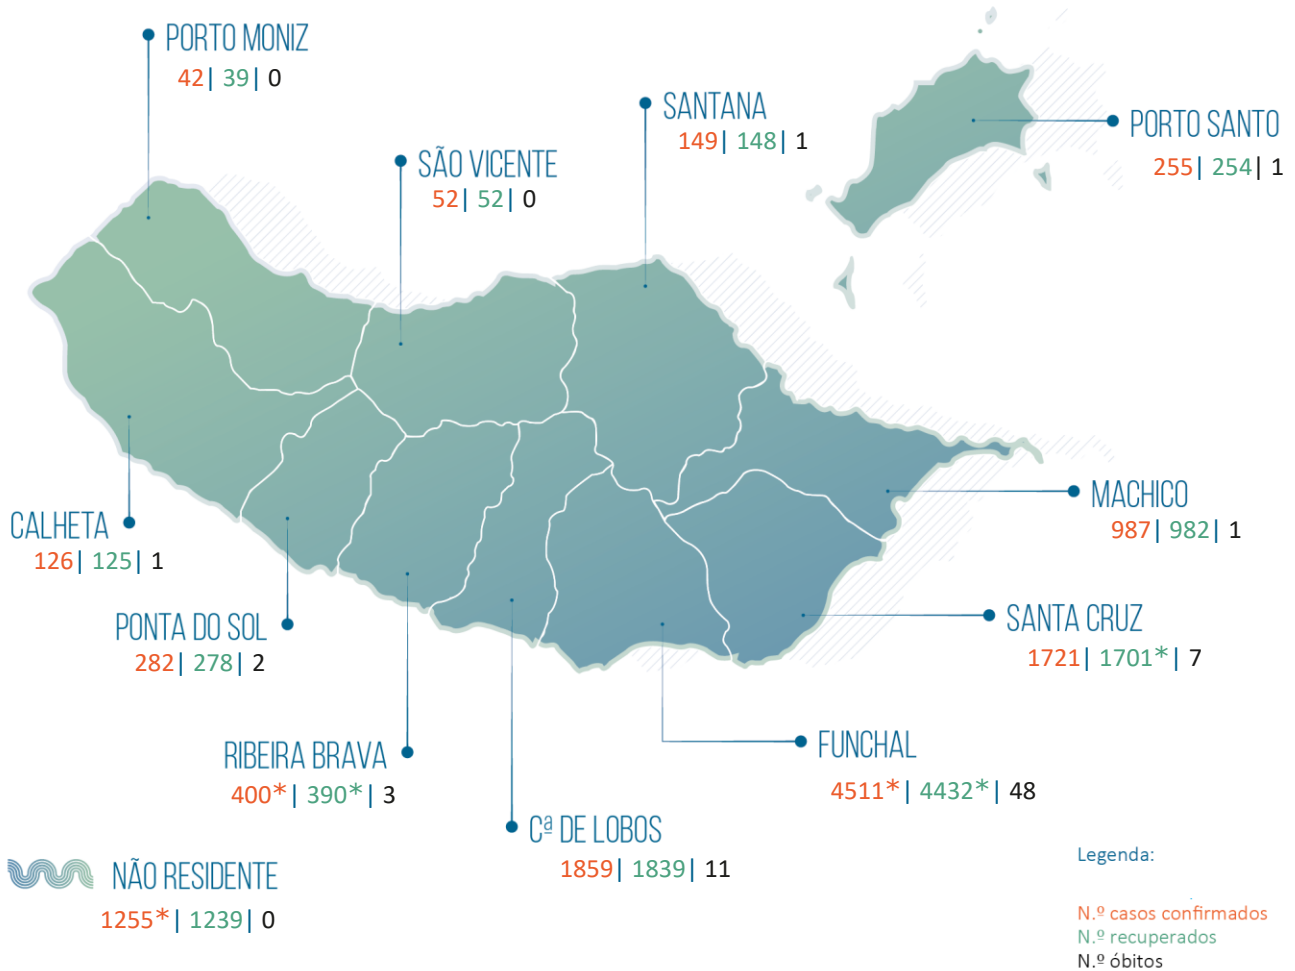 PORTO MONIZ
42| 39| 0
SANTANA
149| 148| 1
PORTO SANTO
255| 254| 1
SÃO VICENTE
52| 52| 0
MACHICO
987| 982| 1
CALHETA
126| 125| 1
SANTA CRUZ
1721| 1701*| 7
PONTA DO SOL
282| 278| 2
FUNCHAL
4511*| 4432*| 48
RIBEIRA BRAVA
400*| 390*| 3
Cª DE LOBOS
1859| 1839| 11
NÃO RESIDENTE
1255*| 1239| 0
Legenda:
N.º casos confirmados
N.º recuperados
N.º óbitos